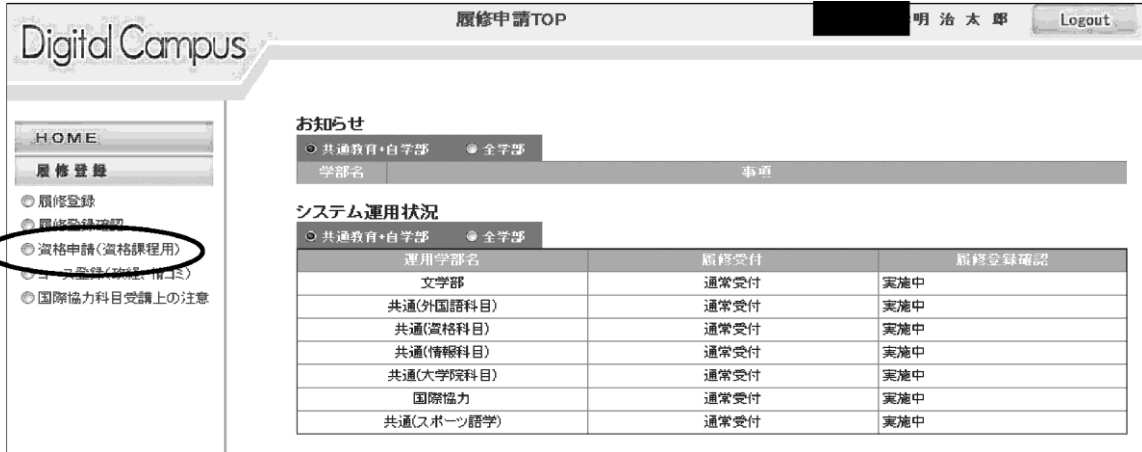 履修申請TOP
明治太郎
Logout
Digital Campus
HOME
履修登録
履修登録
履修登録確認
資格申請(資格課程用)
コース登録(政経、情コミ)
国際協力科目受講上の注意
お知らせ
共通教育+自学部 全学部
学部名 事項
システム運用状況
共通教育+自学部 全学部
運用学部名 履修受付 履修登録確認
文学部 通常受付 実施中
共通(外国語科目) 通常受付 実施中
共通(資格科目) 通常受付 実施中
共通(情報科目) 通常受付 実施中
共通(大学院科目) 通常受付 実施中
国際協力 通常受付 実施中
共通(スポーツ語学) 通常受付 実施中